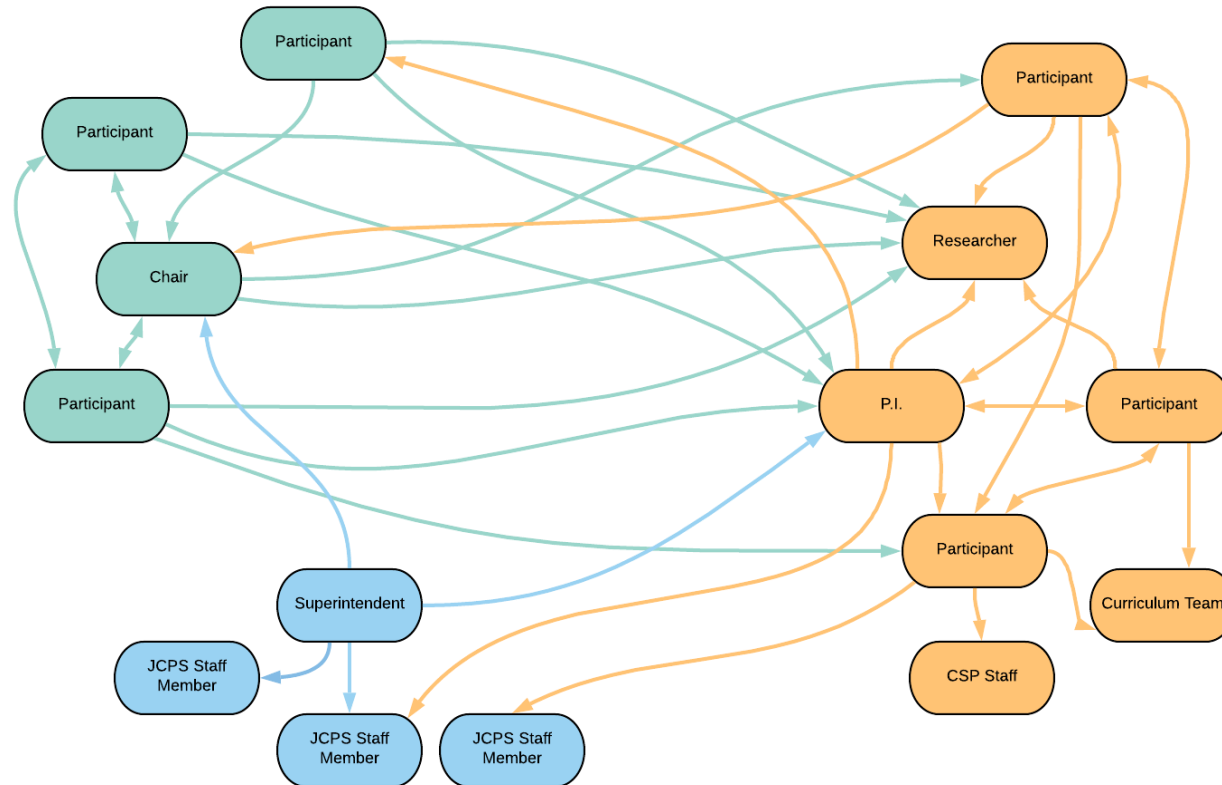 Participant
Participant
Participant
Researcher
Chair
Participant
P.I.
Participant
Participant
Superintendent
Curriculum Team
JCPS Staff
Member
CSP Staff
JCPS Staff
Member
JCPS Staff
Member